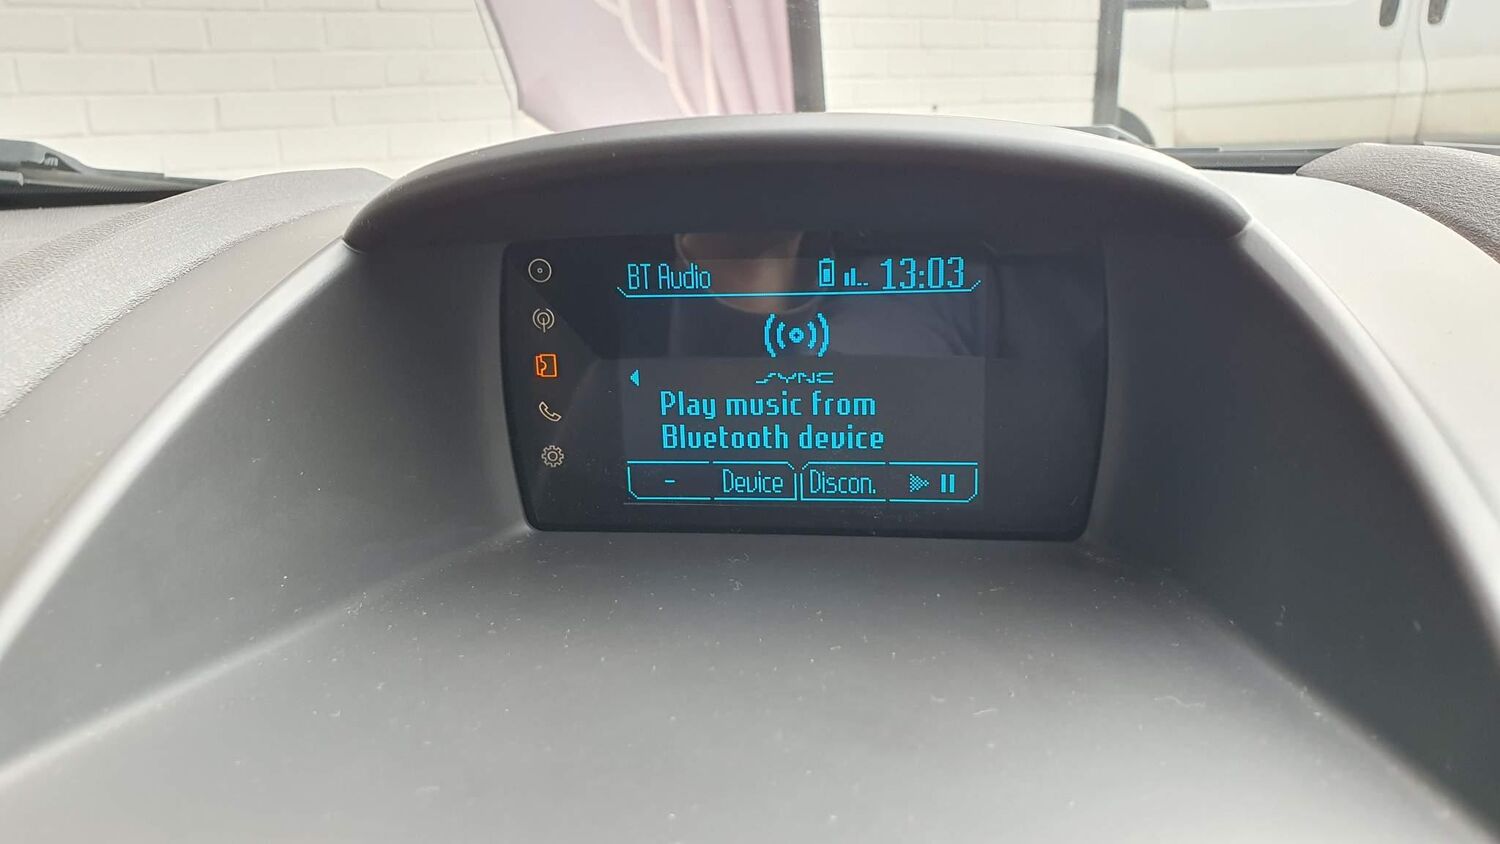 BT Audio 13:03
SYNC
Play music from
Bluetooth device
- Device Discon.